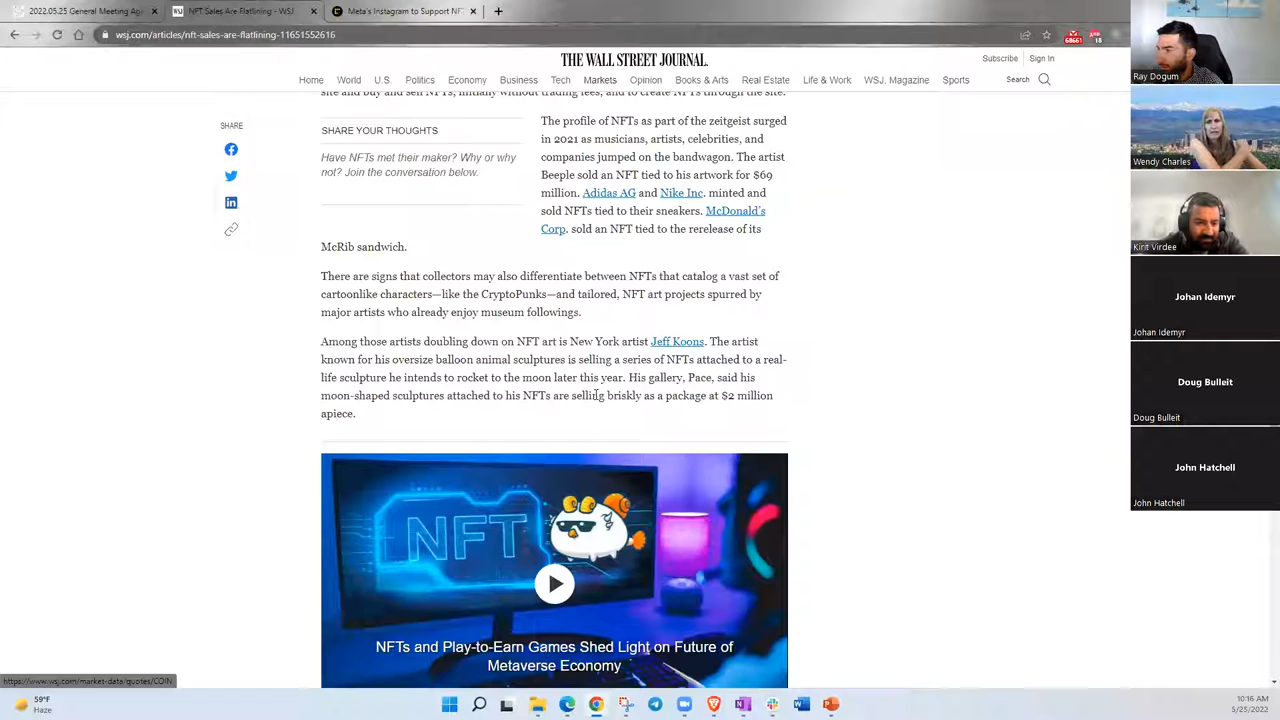 2022.05.25 General Meeting Age
NFT Sales Are Flatlining - WSJ
Meta's Instagram to Support NFT
wsj.com/articles/nft-sales-are-flatlining-11651552616
68661
18
THE WALL STREET JOURNAL.
Subscribe Sign In
Home World U.S. Politics Economy Business Tech Markets Opinion Books & Arts Real Estate Life & Work WSJ. Magazine Sports Search
site and buy and sell NFTs, initially without trading fees, and to create NFTs through the site.
SHARE
SHARE YOUR THOUGHTS
Have NFTs met their maker? Why or why
not? Join the conversation below.
The profile of NFTs as part of the zeitgeist surged
in 2021 as musicians, artists, celebrities, and
companies jumped on the bandwagon. The artist
Beeple sold an NFT tied to his artwork for $69
million. Adidas AG and Nike Inc. minted and
sold NFTs tied to their sneakers. McDonald's
Corp. sold an NFT tied to the rerelease of its
McRib sandwich.
There are signs that collectors may also differentiate between NFTs that catalog a vast set of
cartoonlike characters—like the CryptoPunks—and tailored, NFT art projects spurred by
major artists who already enjoy museum followings.
Among those artists doubling down on NFT art is New York artist Jeff Koons. The artist
known for his oversize balloon animal sculptures is selling a series of NFTs attached to a real-
life sculpture he intends to rocket to the moon later this year. His gallery, Pace, said his
moon-shaped sculptures attached to his NFTs are selling briskly as a package at $2 million
apiece.
NFT
NFTs and Play-to-Earn Games Shed Light on Future of
Metaverse Economy
https://www.wsj.com/market-data/quotes/COIN
59°F
Haze
10:16 AM
5/25/2022
Ray Dogum
Wendy Charles
Kirit Virdee
Johan Idemyr
Johan Idemyr
Doug Bulleit
Doug Bulleit
John Hatchell
John Hatchell